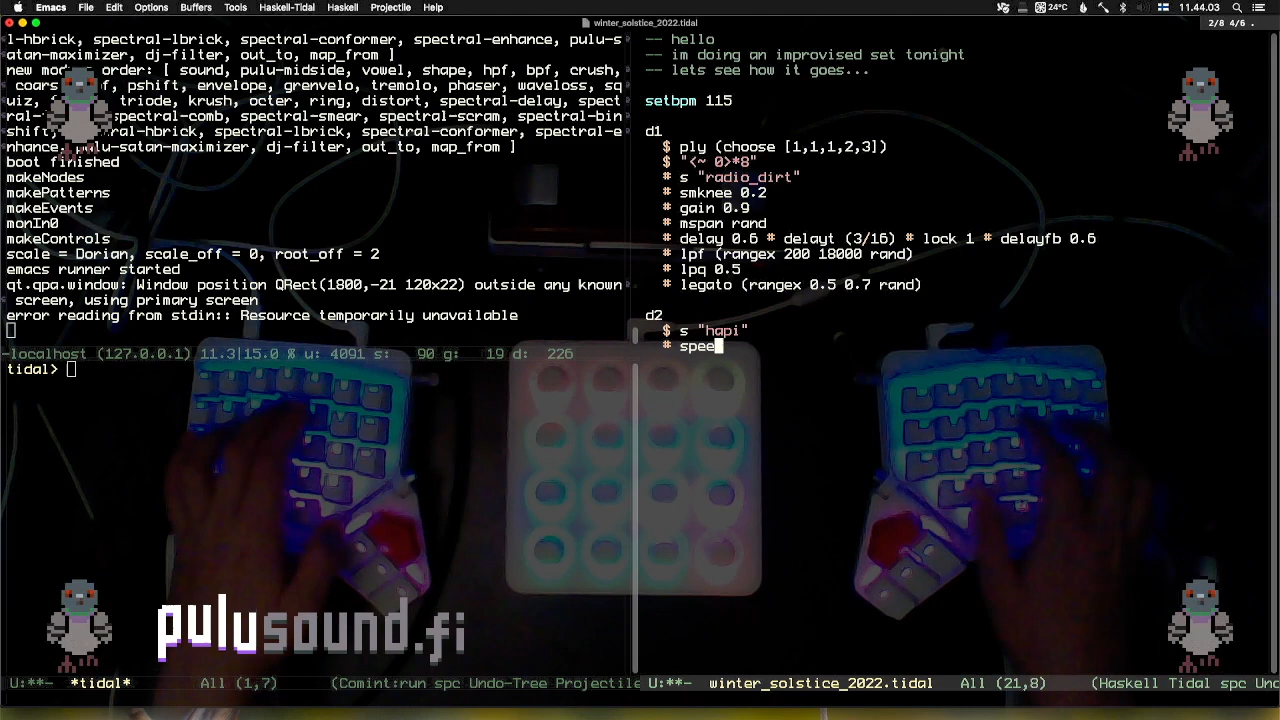 Emacs File Edit Options Buffers Tools Haskell-Tidal Haskell Projectile Help 24°C 11.44.03
winter_solstice_2022.tidal
2/8 4/6 .
l-hbrick, spectral-lbrick, spectral-conformer, spectral-enhance, pulu-s
atan-maximizer, dj-filter, out_to, map_from ]
new mod order: [ sound, pulu-midside, vowel, shape, hpf, bpf, crush,
coars f, pshift, envelope, grenvelo, tremolo, phaser, waveloss, sq
uiz, triode, krush, octer, ring, distort, spectral-delay, spect
ral- spectral-comb, spectral-smear, spectral-scram, spectral-bin
shift, ral-hbrick, spectral-lbrick, spectral-conformer, spectral-e
nhance, pulu-satan-maximizer, dj-filter, out_to, map_from ]
boot finished
makeNodes
makePatterns
makeEvents
monIn0
makeControls
scale = Dorian, scale_off = 0, root_off = 2
emacs runner started
qt.qpa.window: Window position QRect(1800,-21 120x22) outside any known
screen, using primary screen
error reading from stdin:: Resource temporarily unavailable
-localhost (127.0.0.1) 11.3|15.0 % u: 4091 s: 90 g: 19 d: 226
tidal>
-- hello
-- im doing an improvised set tonight
-- lets see how it goes...
setbpm 115
d1
$ ply (choose [1,1,1,2,3])
$ "<~ 0>*8"
# s "radio_dirt"
# smknee 0.2
# gain 0.9
# mspan rand
# delay 0.6 # delayt (3/16) # lock 1 # delayfb 0.6
# lpf (rangex 200 18000 rand)
# lpq 0.5
# legato (rangex 0.5 0.7 rand)
d2
$ s "hapi"
# spee
pulusound.fi
U:**- *tidal* All (1,7) (Comint:run spc Undo-Tree Projectile
U:**- winter_solstice_2022.tidal All (21,8) (Haskell Tidal spc Und